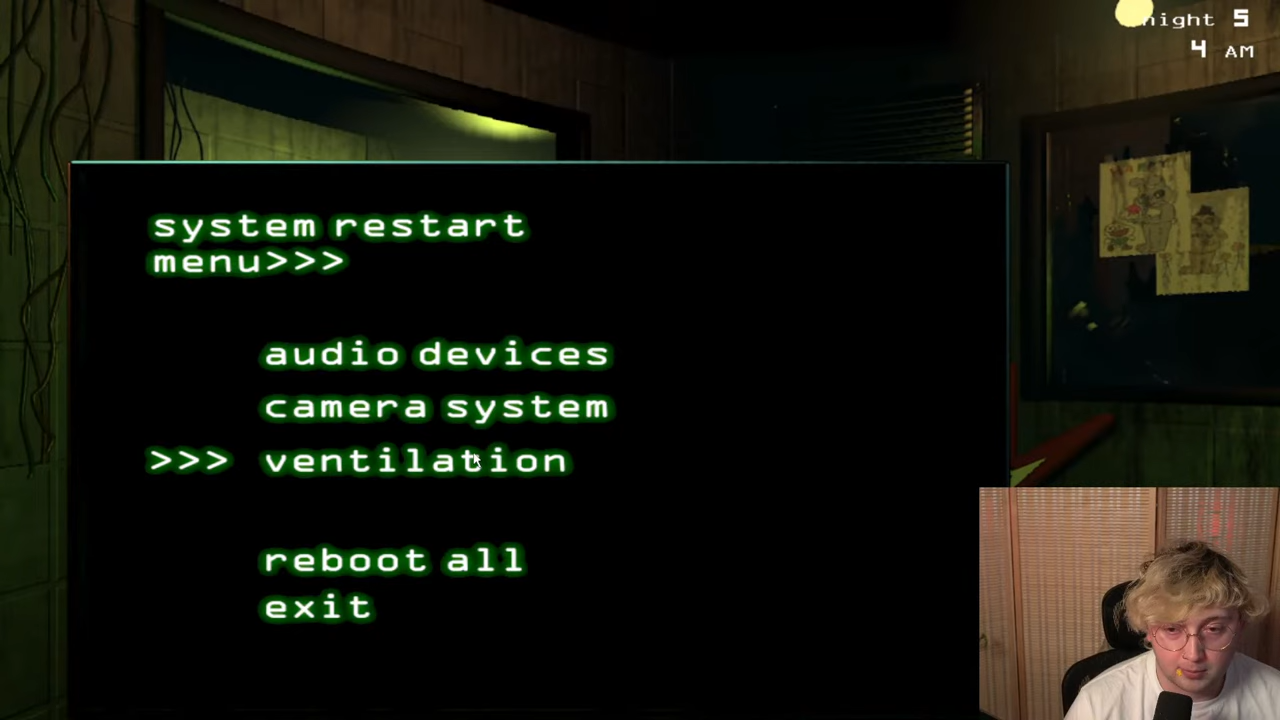 night 5
4 AM
system restart
menu>>>
audio devices
camera system
>>> ventilation
reboot all
exit